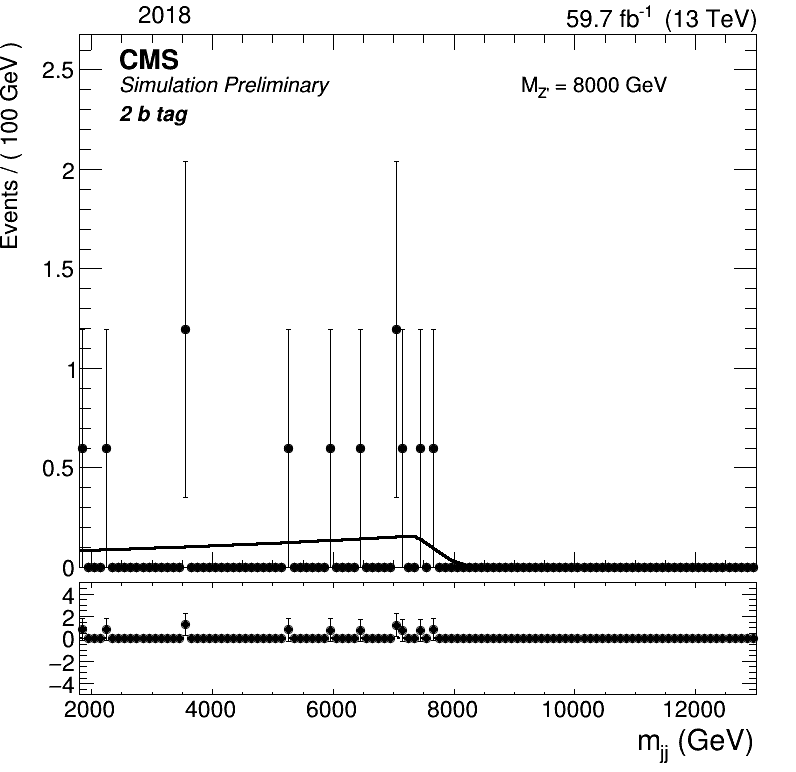 2018 59.7 fb⁻¹ (13 TeV)
CMS
Simulation Preliminary
M_Z' = 8000 GeV
2 b tag
Events / ( 100 GeV )
2.5
2
1.5
1
0.5
0
4
2
0
−2
−4
2000 4000 6000 8000 10000 12000
m_jj (GeV)